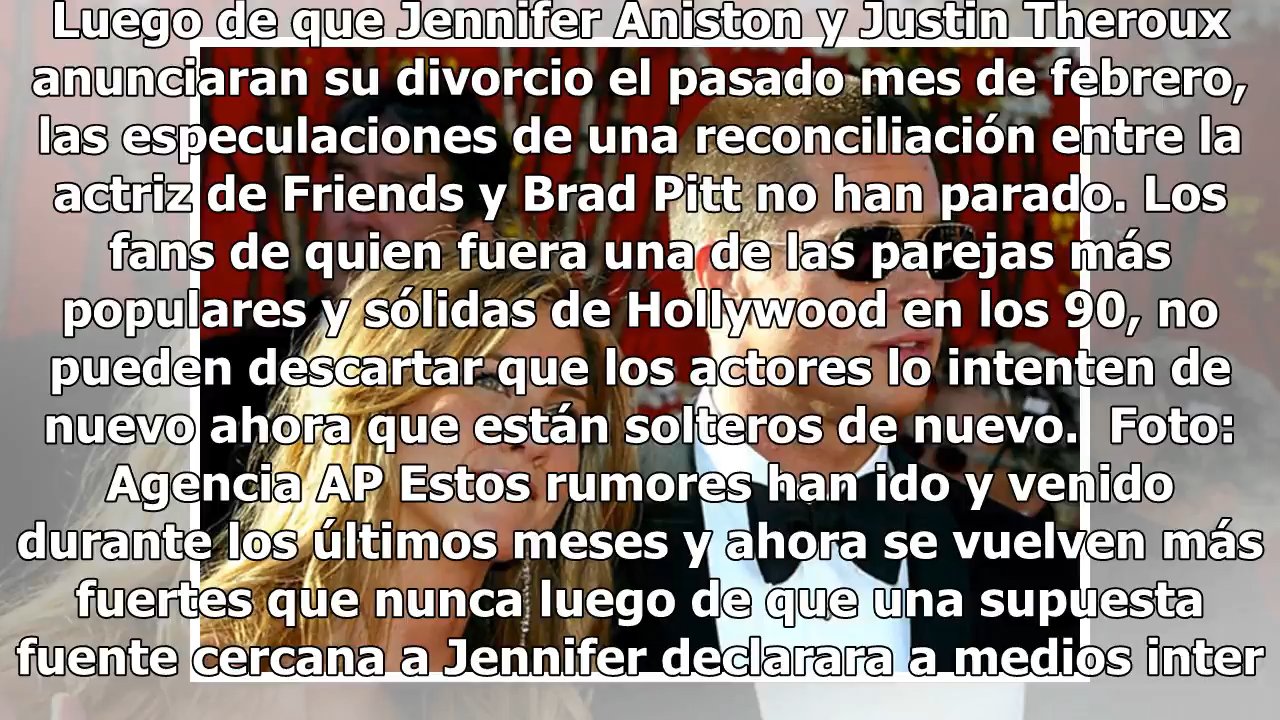 Luego de que Jennifer Aniston y Justin Theroux
anunciaran su divorcio el pasado mes de febrero,
las especulaciones de una reconciliación entre la
actriz de Friends y Brad Pitt no han parado. Los
fans de quien fuera una de las parejas más
populares y sólidas de Hollywood en los 90, no
pueden descartar que los actores lo intenten de
nuevo ahora que están solteros de nuevo.  Foto:
Agencia AP Estos rumores han ido y venido
durante los últimos meses y ahora se vuelven más
fuertes que nunca luego de que una supuesta
fuente cercana a Jennifer declarara a medios inter